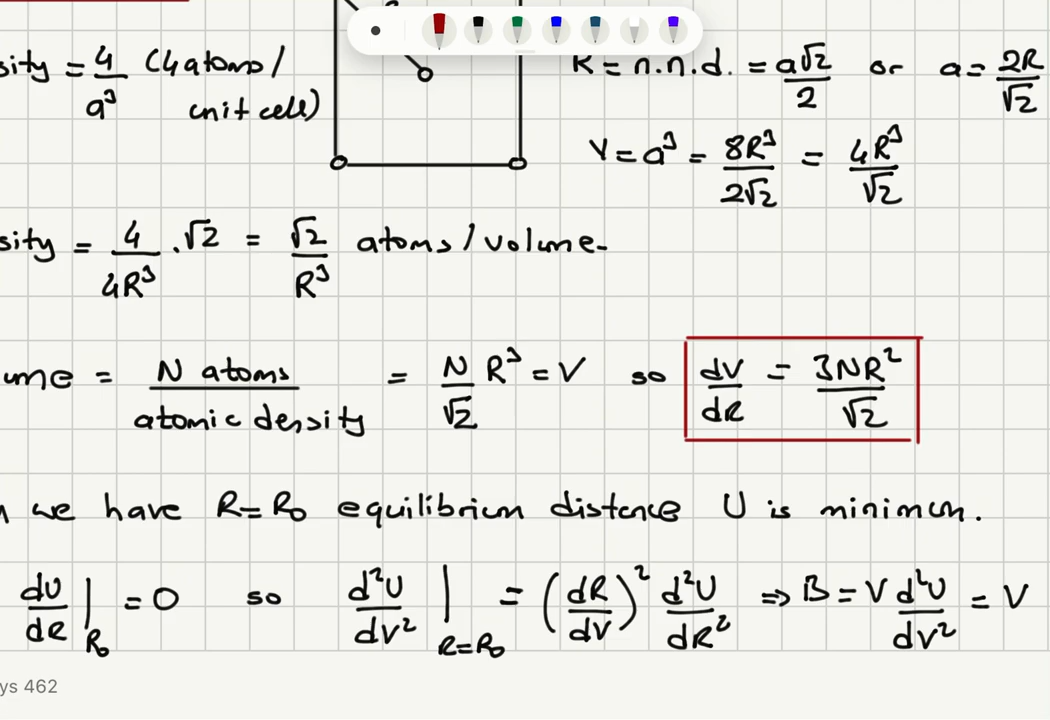 sity = 4/a³ (4 atoms/ unit cell)
R = n.n.d. = a√2/2 or a = 2R/√2
V = a³ = 8R³/2√2 = 4R³/√2
sity = 4/4R³ . √2 = √2/R³ atoms/volume.
ume = N atoms/atomic density = N/√2 R³ = V so dV/dR = 3NR²/√2
we have R = R₀ equilibrium distance U is minimum.
dU/dR |R₀ = 0 so d²U/dV² |R=R₀ = (dR/dV)² d²U/dR² ⇒ B = V d²U/dV² = V
ys 462